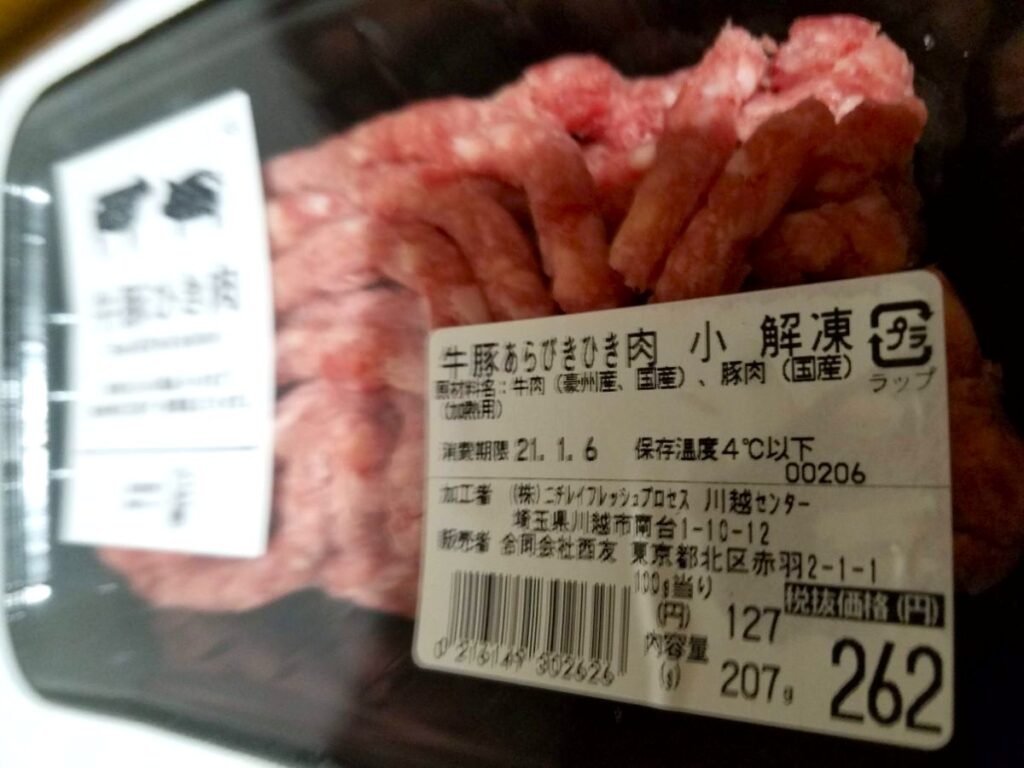 牛豚ひき肉
牛豚あらびきひき肉 小 解凍
プラ
ラップ
原材料名:牛肉(豪州産、国産)、豚肉(国産)
(加熱用)
消費期限 21. 1. 6 保存温度4℃以下
00206
加工者 (株)ニチレイフレッシュプロセス 川越センター
埼玉県川越市南台1-10-12
販売者 合同会社西友 東京都北区赤羽2-1-1
100g当り
(円) 127
税抜価格(円)
262
内容量
(g) 207g
0 216149 302626